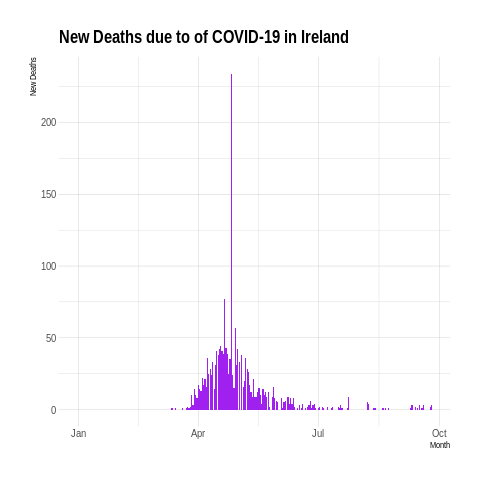 New Deaths due to of COVID-19 in Ireland
New Deaths
200
150
100
50
0
Jan Apr Jul Oct
Month